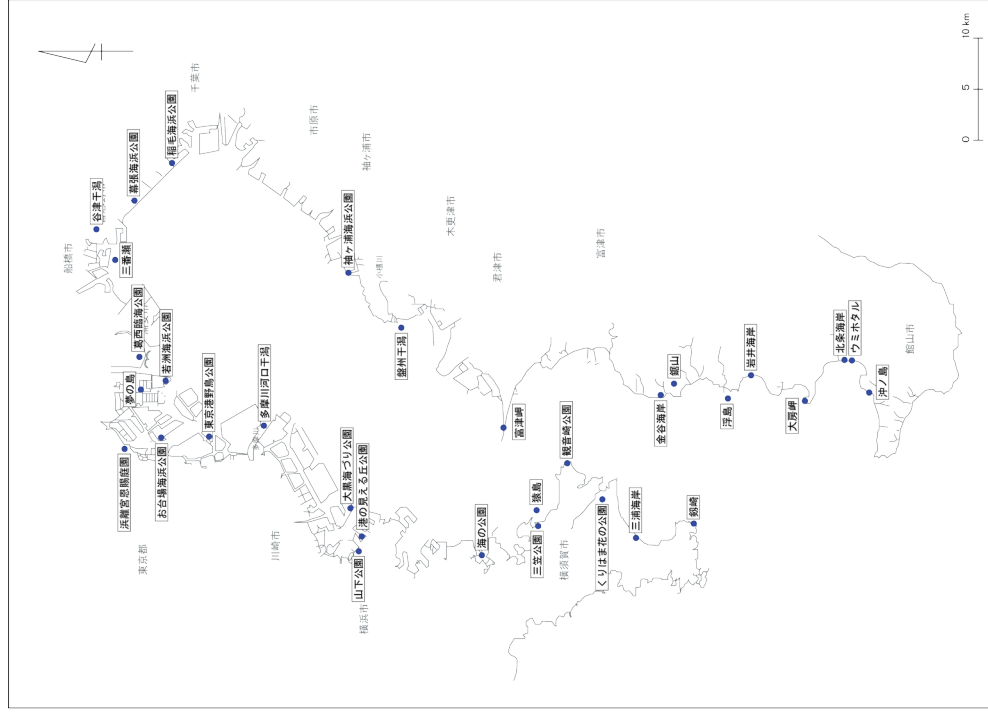 船橋市
谷津干潟
三番瀬
幕張海浜公園
稲毛海浜公園
千葉市
葛西臨海公園
夢の島
若洲海浜公園
浜離宮恩賜庭園
お台場海浜公園
東京港野鳥公園
東京都
多摩川河口干潟
市原市
袖ヶ浦市
袖ヶ浦海浜公園
川崎市
大黒海づり公園
港の見える丘公園
山下公園
横浜市
小櫃川
盤州干潟
木更津市
君津市
富津岬
富津市
海の公園
猿島
三笠公園
観音崎公園
横須賀市
くりはま花の公園
三浦海岸
剱崎
金谷海岸
鋸山
浮島
岩井海岸
大房岬
北条海岸
ウミホタル
沖ノ島
館山市
0 5 10 km